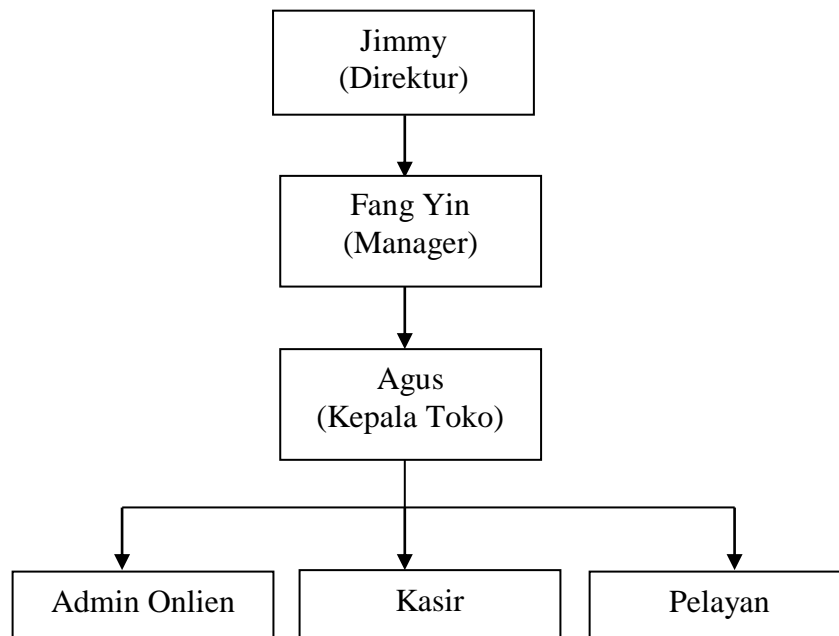 Jimmy
(Direktur)
Fang Yin
(Manager)
Agus
(Kepala Toko)
Admin Onlien
Kasir
Pelayan